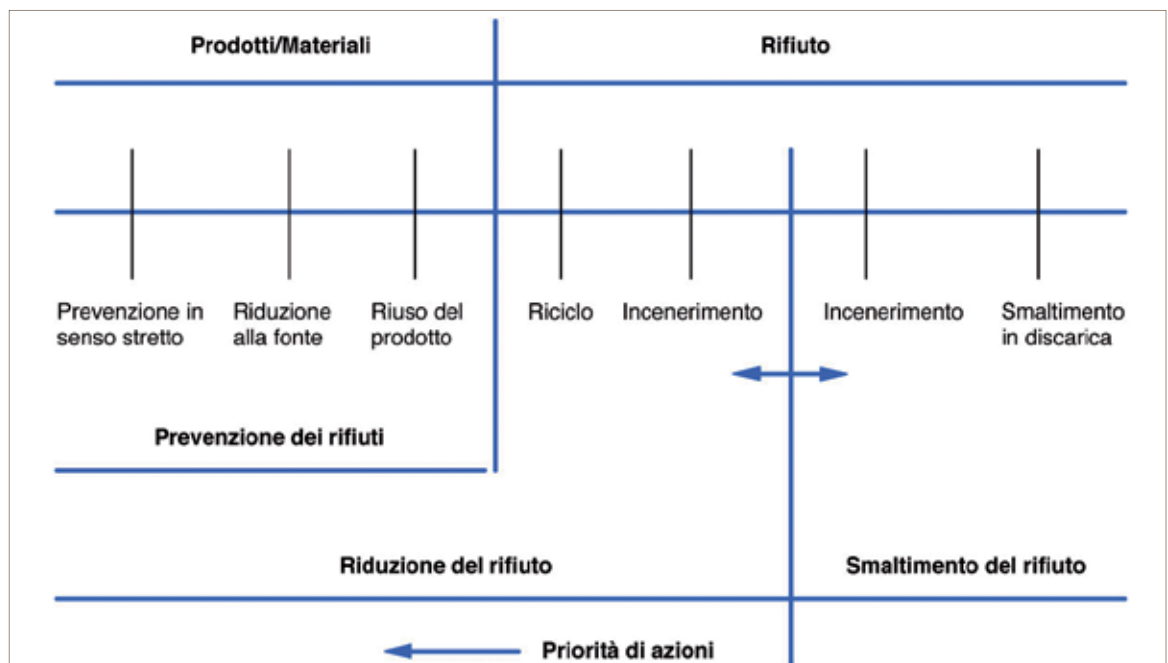 Prodotti/Materiali
Rifiuto
Prevenzione in
senso stretto
Riduzione
alla fonte
Riuso del
prodotto
Riciclo
Incenerimento
Incenerimento
Smaltimento
in discarica
Prevenzione dei rifiuti
Riduzione del rifiuto
Smaltimento del rifiuto
Priorità di azioni